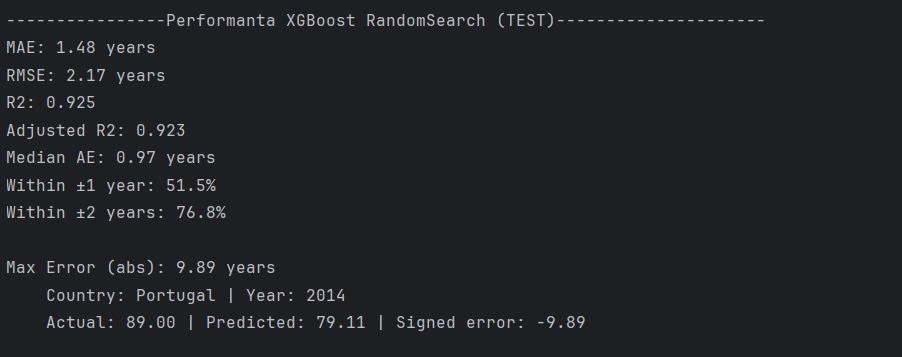 ----------------Performanta XGBoost RandomSearch (TEST)---------------------
MAE: 1.48 years
RMSE: 2.17 years
R2: 0.925
Adjusted R2: 0.923
Median AE: 0.97 years
Within ±1 year: 51.5%
Within ±2 years: 76.8%
Max Error (abs): 9.89 years
Country: Portugal | Year: 2014
Actual: 89.00 | Predicted: 79.11 | Signed error: -9.89